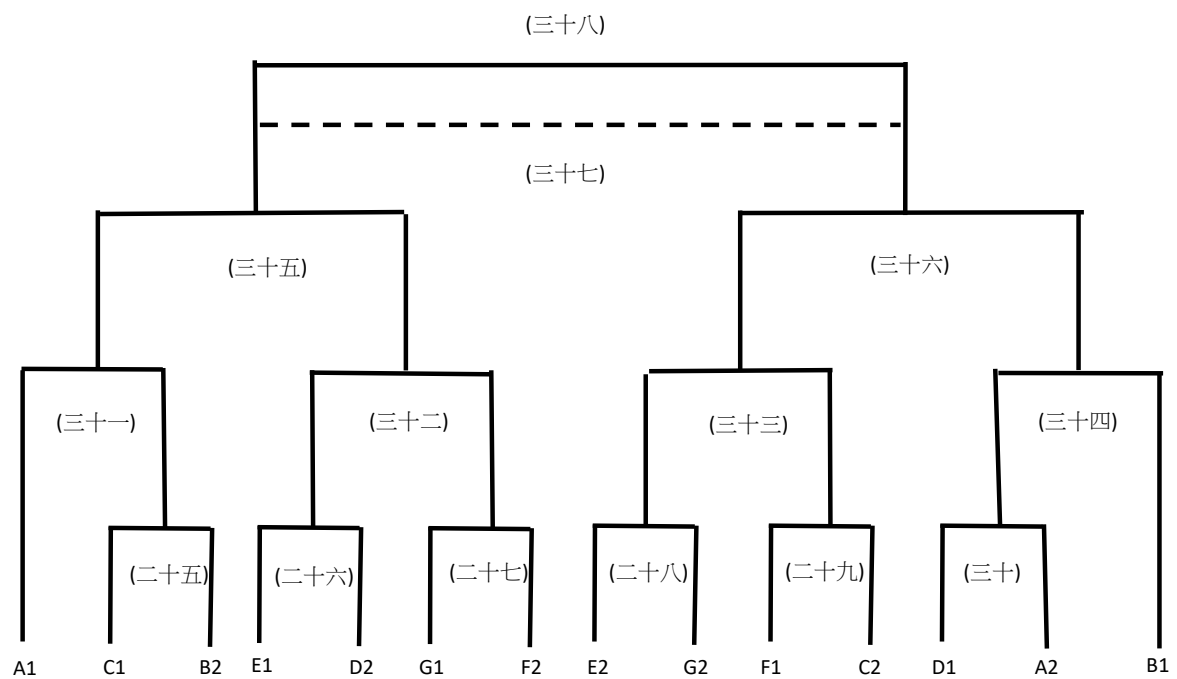 (三十八)
(三十七)
(三十五) (三十六)
(三十一) (三十二) (三十三) (三十四)
(二十五) (二十六) (二十七) (二十八) (二十九) (三十)
A1 C1 B2 E1 D2 G1 F2 E2 G2 F1 C2 D1 A2 B1